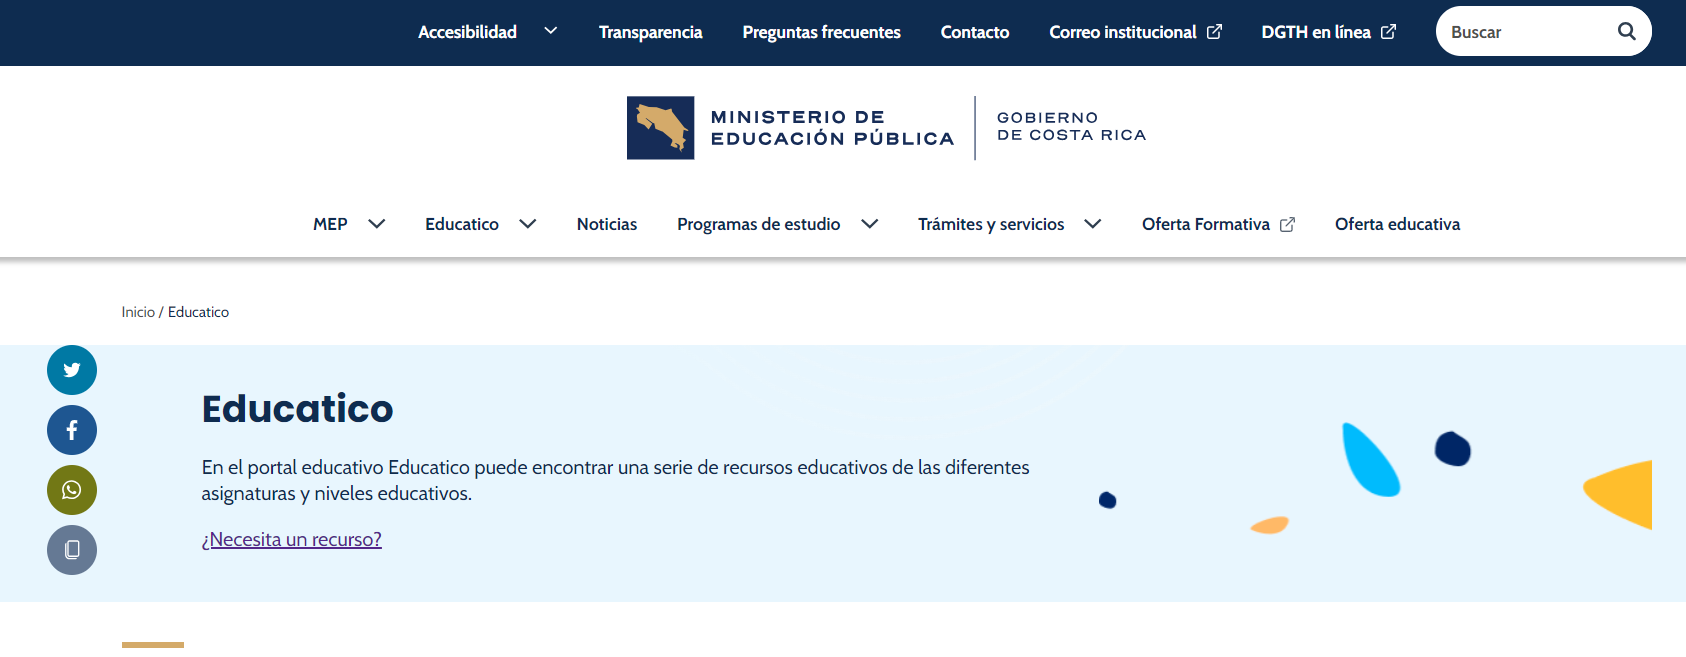 Accesibilidad Transparencia Preguntas frecuentes Contacto Correo institucional DGTH en línea Buscar
MINISTERIO DE
EDUCACIÓN PÚBLICA
GOBIERNO
DE COSTA RICA
MEP Educatico Noticias Programas de estudio Trámites y servicios Oferta Formativa Oferta educativa
Inicio / Educatico
Educatico
En el portal educativo Educatico puede encontrar una serie de recursos educativos de las diferentes
asignaturas y niveles educativos.
¿Necesita un recurso?